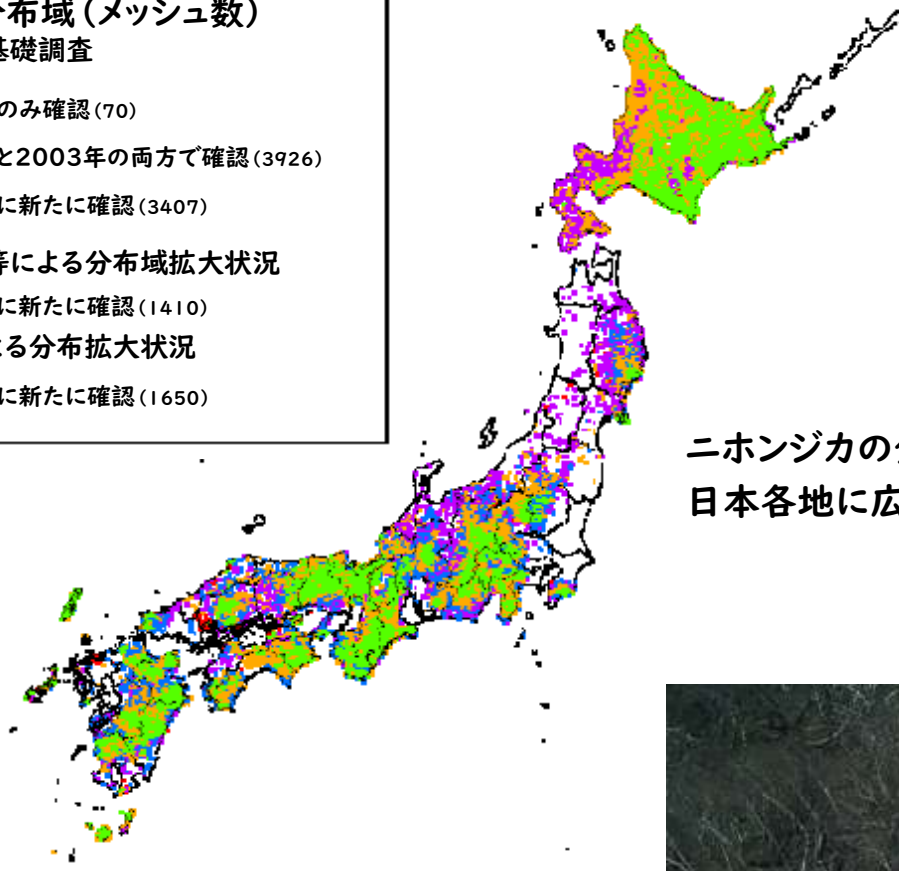 布域(メッシュ数)
基礎調査
のみ確認(70)
と2003年の両方で確認(3926)
に新たに確認(3407)
等による分布域拡大状況
に新たに確認(1410)
よる分布拡大状況
に新たに確認(1650)
ニホンジカの
日本各地に広